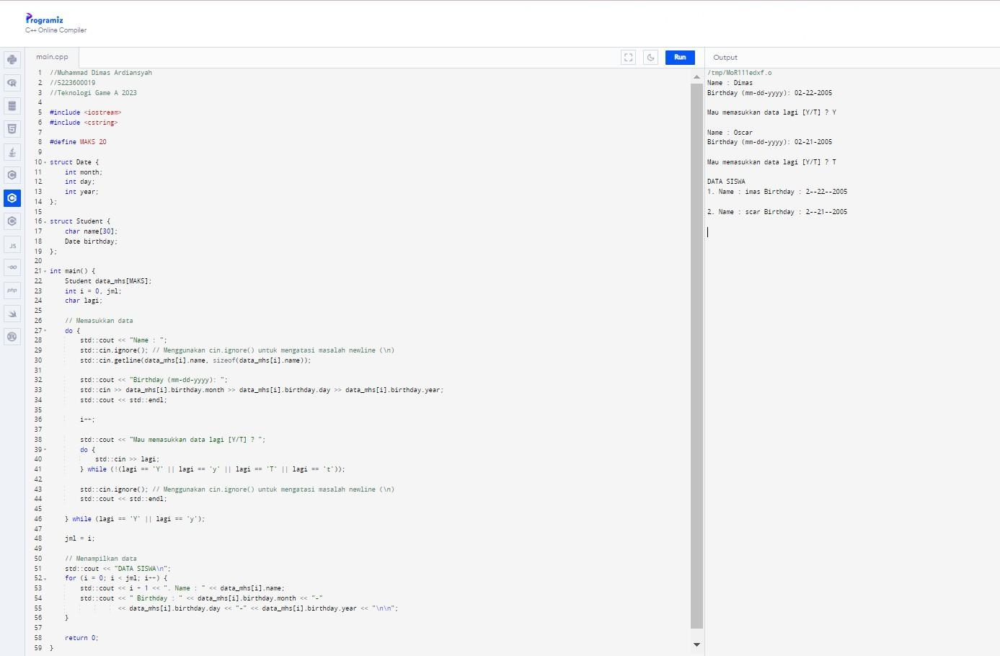 Programiz
C++ Online Compiler
main.cpp
Run
Output
1 //Muhammad Dimas Ardiansyah
2 //5223600019
3 //Teknologi Game A 2023
4
5 #include <iostream>
6 #include <cstring>
7
8 #define MAKS 20
9
10 struct Date {
11 int month;
12 int day;
13 int year;
14 };
15
16 struct Student {
17 char name[30];
18 Date birthday;
19 };
20
21 int main() {
22 Student data_mhs[MAKS];
23 int i = 0, jml;
24 char lagi;
25
26 // Memasukkan data
27 do {
28 std::cout << "Name : ";
29 std::cin.ignore(); // Menggunakan cin.ignore() untuk mengatasi masalah newline (\n)
30 std::cin.getline(data_mhs[i].name, sizeof(data_mhs[i].name));
31
32 std::cout << "Birthday (mm-dd-yyyy): ";
33 std::cin >> data_mhs[i].birthday.month >> data_mhs[i].birthday.day >> data_mhs[i].birthday.year;
34 std::cout << std::endl;
35
36 i++;
37
38 std::cout << "Mau memasukkan data lagi [Y/T] ? ";
39 do {
40 std::cin >> lagi;
41 } while (!(lagi == 'Y' || lagi == 'y' || lagi == 'T' || lagi == 't'));
42
43 std::cin.ignore(); // Menggunakan cin.ignore() untuk mengatasi masalah newline (\n)
44 std::cout << std::endl;
45
46 } while (lagi == 'Y' || lagi == 'y');
47
48 jml = i;
49
50 // Menampilkan data
51 std::cout << "DATA SISWA\n";
52 for (i = 0; i < jml; i++) {
53 std::cout << i + 1 << ". Name : " << data_mhs[i].name;
54 std::cout << " Birthday : " << data_mhs[i].birthday.month << "-"
55 << data_mhs[i].birthday.day << "-" << data_mhs[i].birthday.year << "\n\n";
56 }
57
58 return 0;
59 }
/tmp/MoR111edxf.o
Name : Dimas
Birthday (mm-dd-yyyy): 02-22-2005
Mau memasukkan data lagi [Y/T] ? Y
Name : Oscar
Birthday (mm-dd-yyyy): 02-21-2005
Mau memasukkan data lagi [Y/T] ? T
DATA SISWA
1. Name : imas Birthday : 2--22--2005
2. Name : scar Birthday : 2--21--2005
JS
GO
php